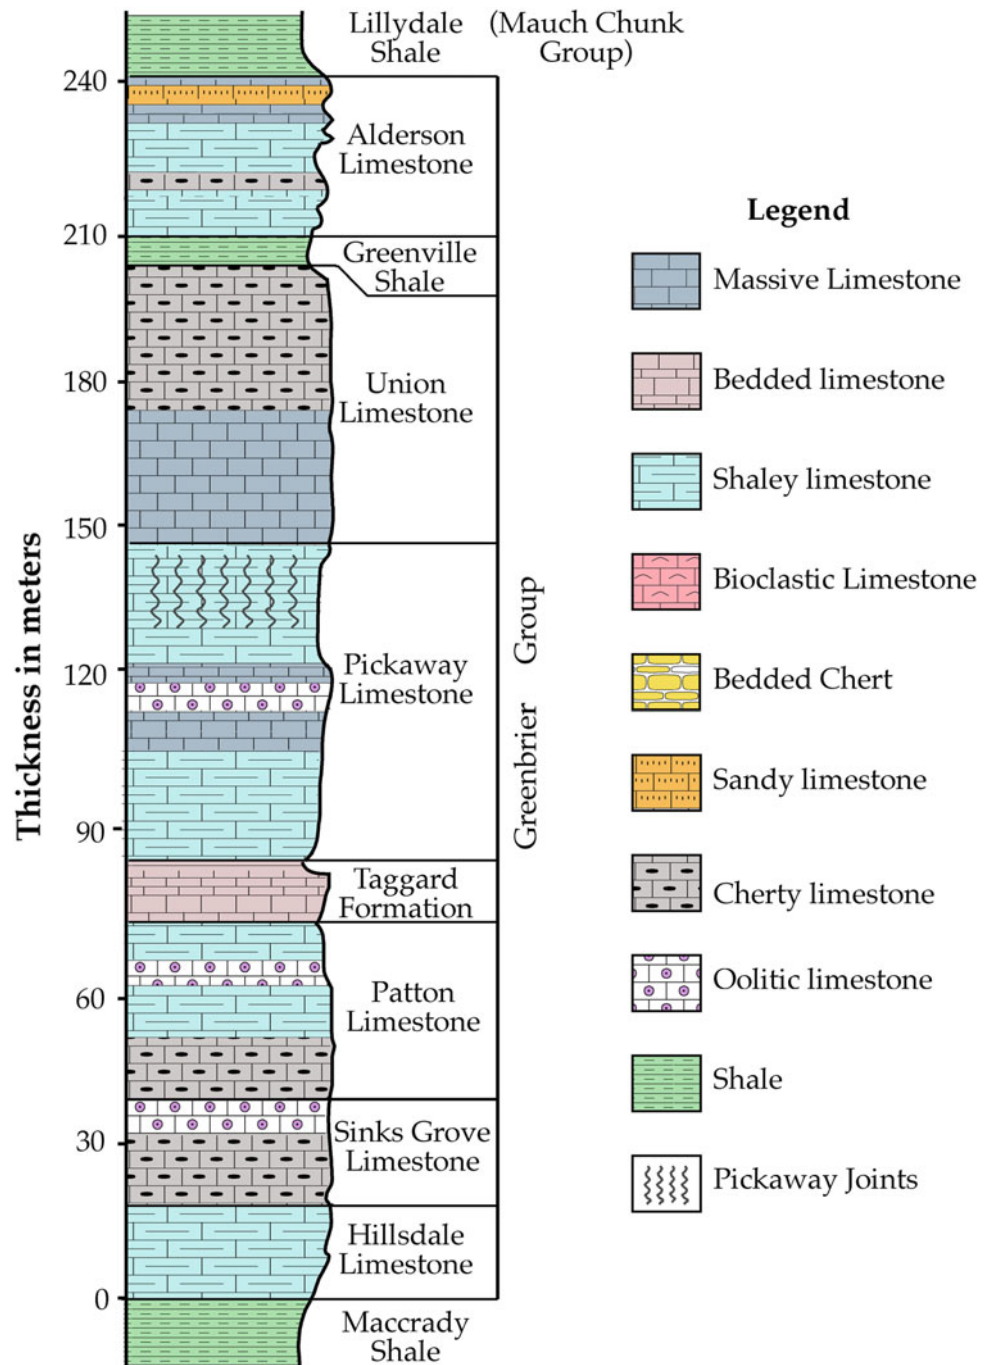 Lillydale
Shale
(Mauch Chunk
Group)
240
Alderson
Limestone
210
Greenville
Shale
180
Union
Limestone
150
Pickaway
Limestone
120
90
Taggard
Formation
60
Patton
Limestone
30
Sinks Grove
Limestone
Hillsdale
Limestone
0
Maccrady
Shale
Thickness in meters
Greenbrier Group
Legend
Massive Limestone
Bedded limestone
Shaley limestone
Bioclastic Limestone
Bedded Chert
Sandy limestone
Cherty limestone
Oolitic limestone
Shale
Pickaway Joints